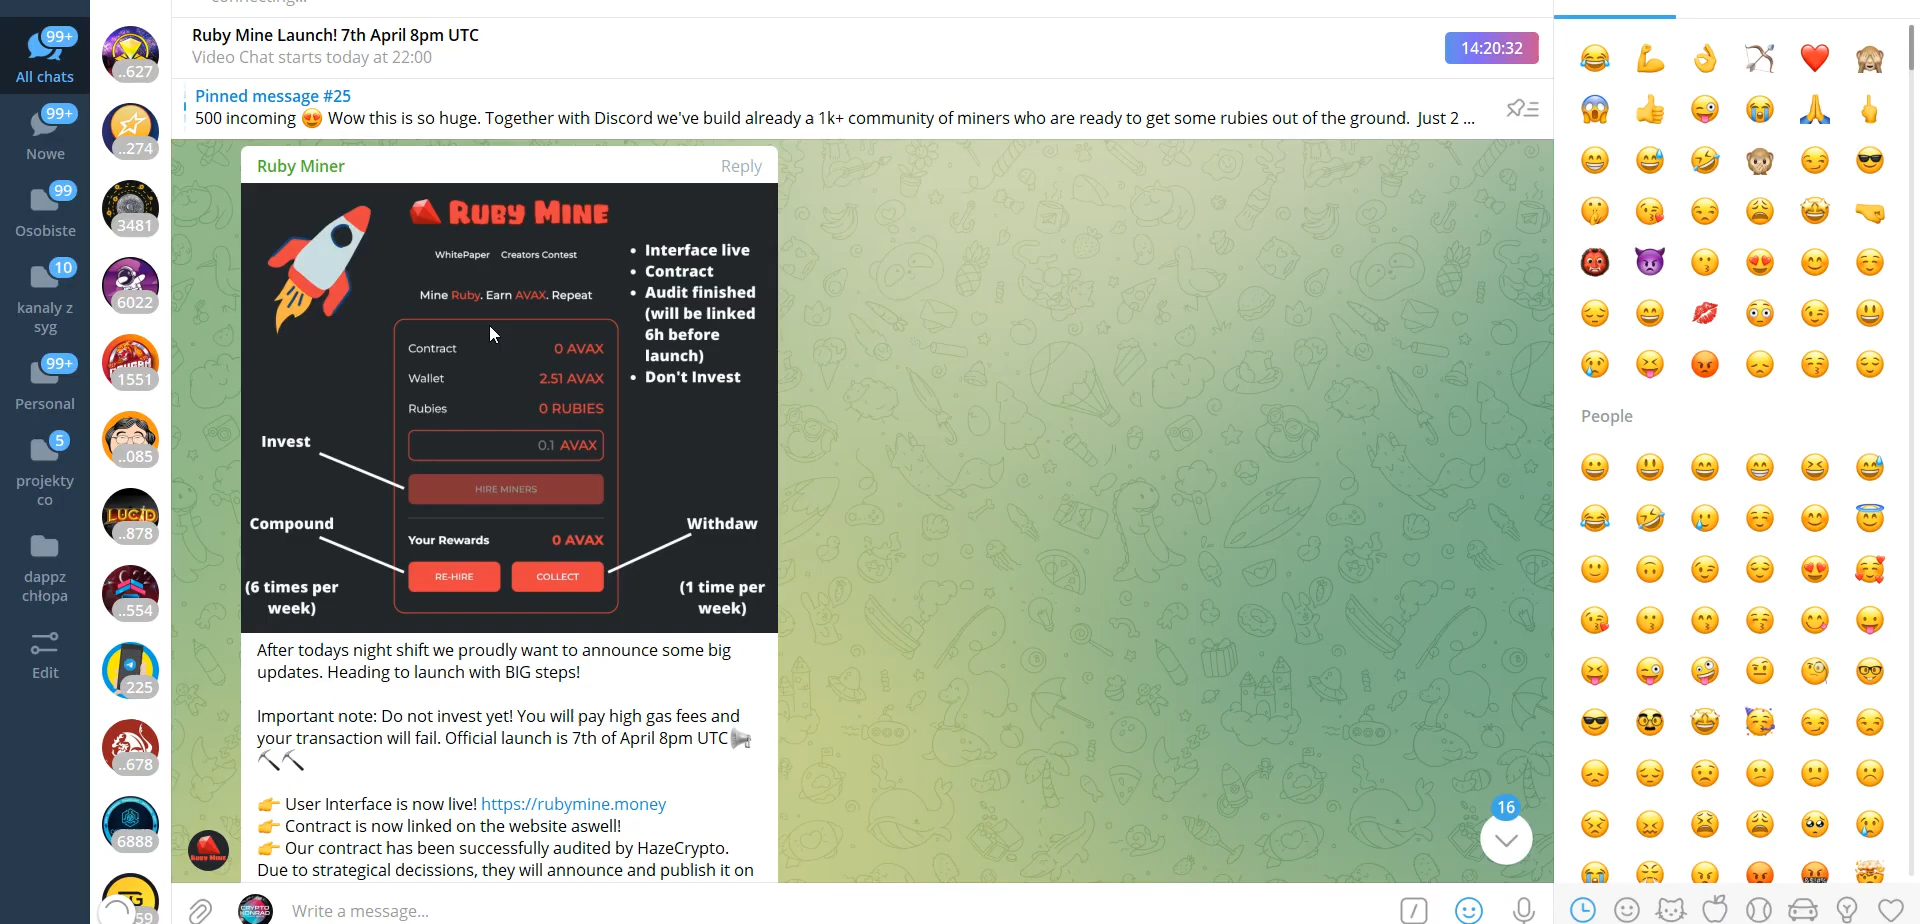 connecting...
Ruby Mine Launch! 7th April 8pm UTC
Video Chat starts today at 22:00
14:20:32
Pinned message #25
500 incoming 😍 Wow this is so huge. Together with Discord we've build already a 1k+ community of miners who are ready to get some rubies out of the ground. Just 2 ...
99+
All chats
99+
Nowe
99
Osobiste
10
kanaly z
syg
99+
Personal
5
projekty
co
dappz
chłopa
Edit
..627
..274
3481
6022
1551
..085
LUCID
..878
..554
225
..678
6888
59
Ruby Miner
Reply
RUBY MINE
WhitePaper Creators Contest
Mine Ruby. Earn AVAX. Repeat
• Interface live
• Contract
• Audit finished
(will be linked
6h before
launch)
• Don't Invest
Contract 0 AVAX
Wallet 2.51 AVAX
Rubies 0 RUBIES
0.1 AVAX
Invest
HIRE MINERS
Compound
Withdaw
Your Rewards 0 AVAX
RE-HIRE
COLLECT
(6 times per
week)
(1 time per
week)
After todays night shift we proudly want to announce some big
updates. Heading to launch with BIG steps!
Important note: Do not invest yet! You will pay high gas fees and
your transaction will fail. Official launch is 7th of April 8pm UTC📢
⛏⛏
👉 User Interface is now live! https://rubymine.money
👉 Contract is now linked on the website aswell!
👉 Our contract has been successfully audited by HazeCrypto.
Due to strategical decissions, they will announce and publish it on
RUBY MINE
16
CRYPTO
KONRAD
Write a message...
People